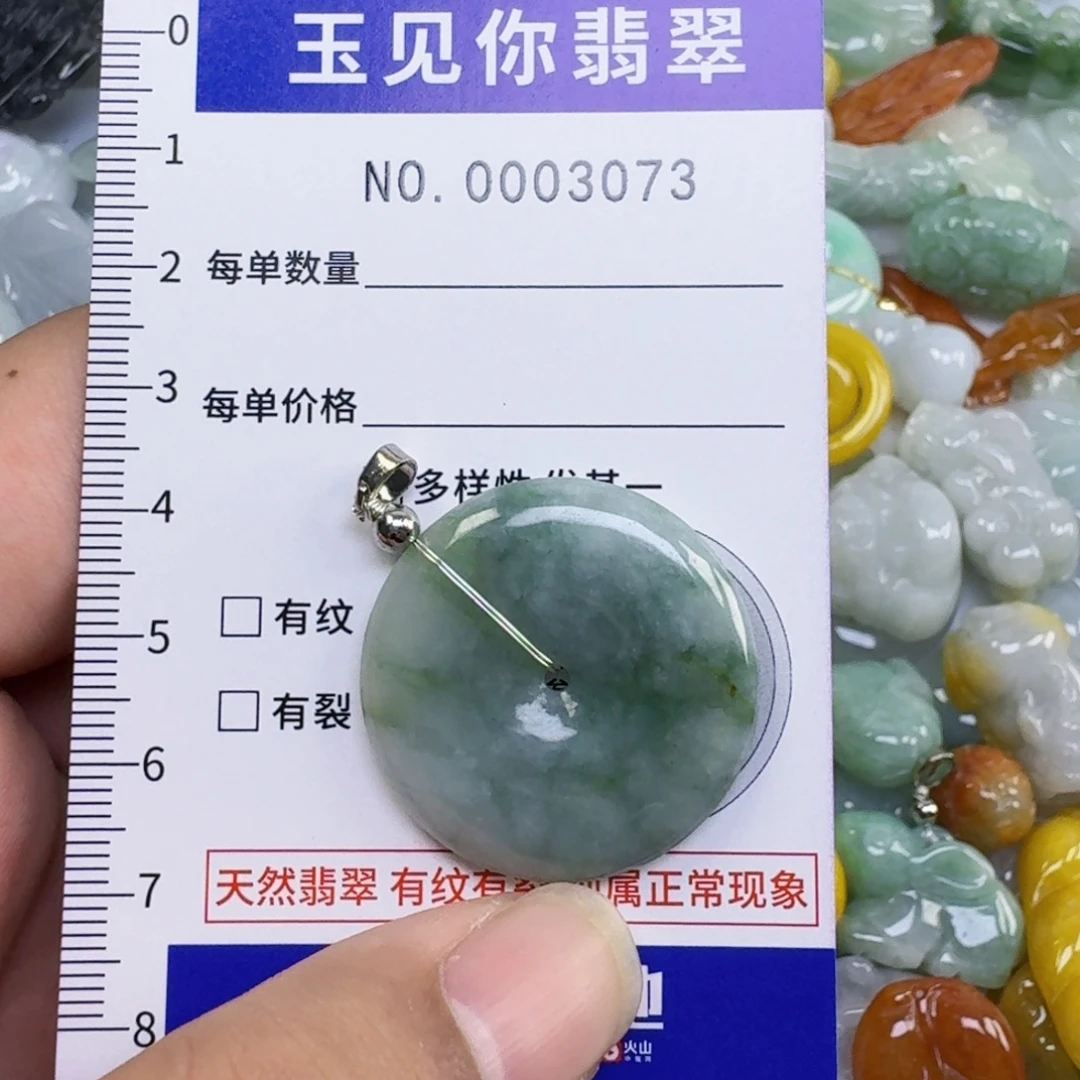 玉见你翡翠
0
1
NO.0003073
2
每单数量
3
每单价格
4
多样性
一
5
有纹
有裂
6
7
天然翡翠 有纹有
属正常现象
8
火山